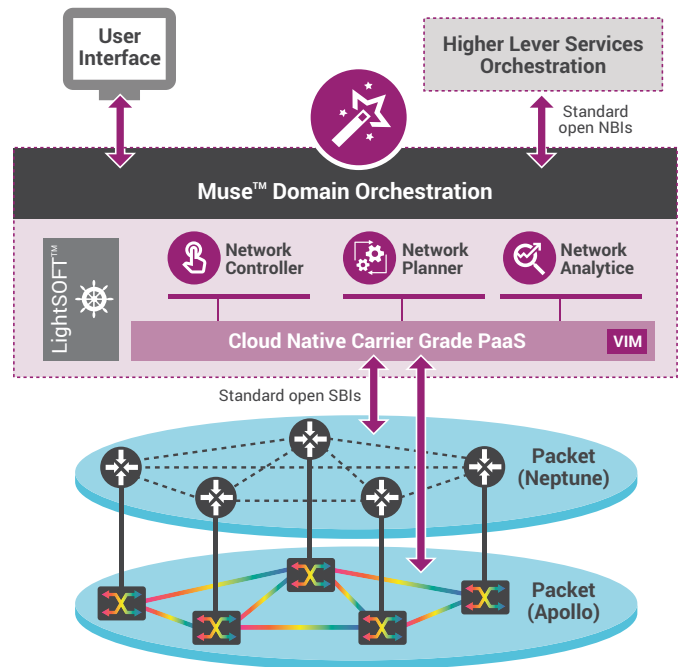 User
Interface
Higher Lever Services
Orchestration
Standard
open NBIs
Muse™ Domain Orchestration
LightSOFT™
Network
Controller
Network
Planner
Network
Analytice
Cloud Native Carrier Grade PaaS
VIM
Standard open SBIs
Packet
(Neptune)
Packet
(Apollo)